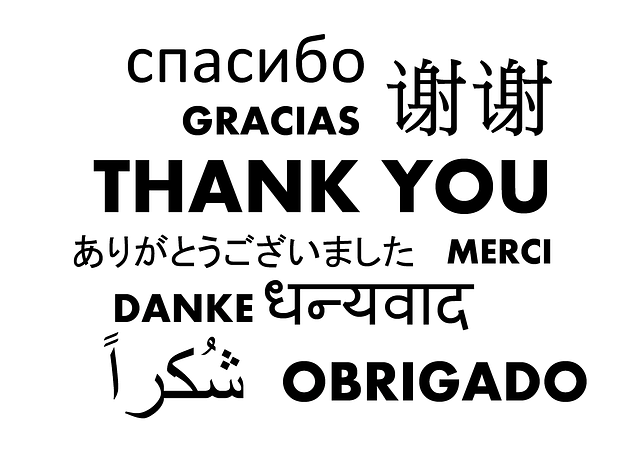 спасибо
谢谢
GRACIAS
THANK YOU
ありがとうございました MERCI
DANKE धन्यवाद
شُكراً OBRIGADO